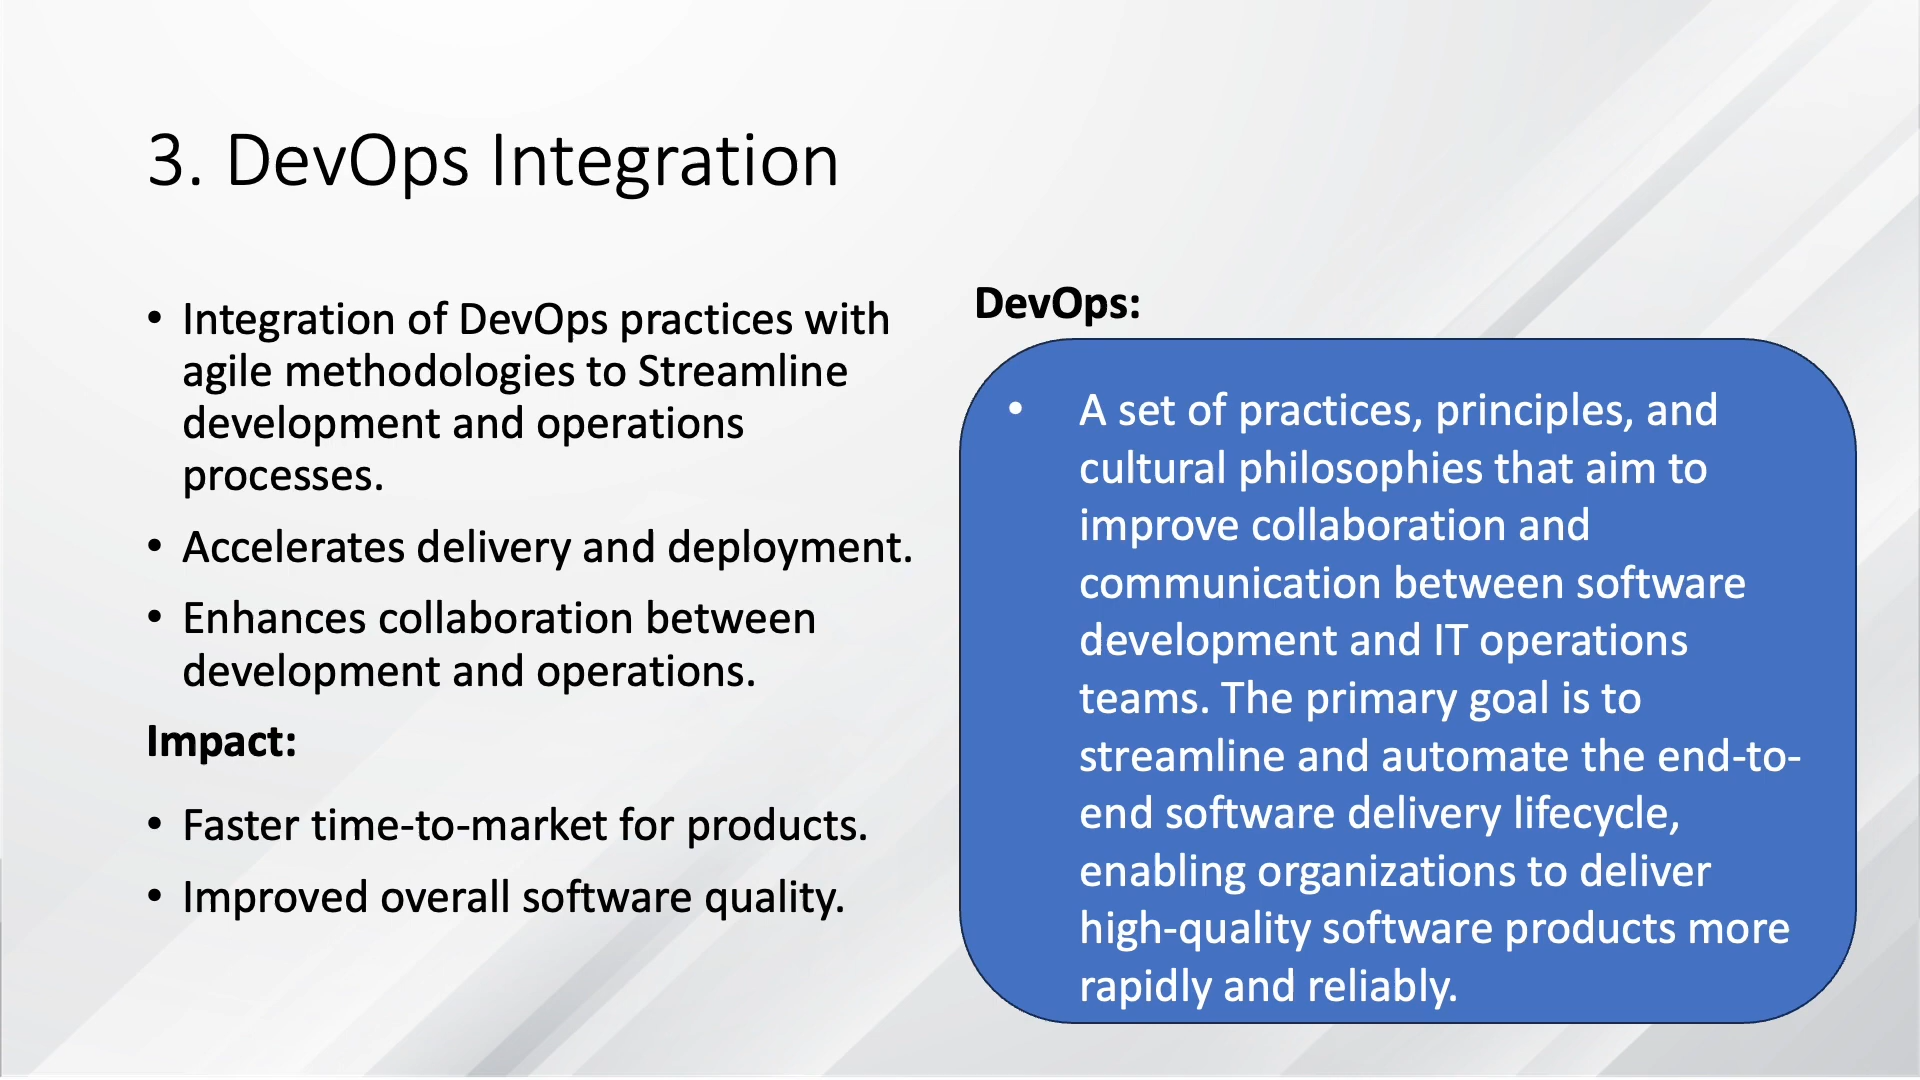 3. DevOps Integration
• Integration of DevOps practices with
agile methodologies to Streamline
development and operations
processes.
• Accelerates delivery and deployment.
• Enhances collaboration between
development and operations.
Impact:
• Faster time-to-market for products.
• Improved overall software quality.
DevOps:
• A set of practices, principles, and
cultural philosophies that aim to
improve collaboration and
communication between software
development and IT operations
teams. The primary goal is to
streamline and automate the end-to-
end software delivery lifecycle,
enabling organizations to deliver
high-quality software products more
rapidly and reliably.